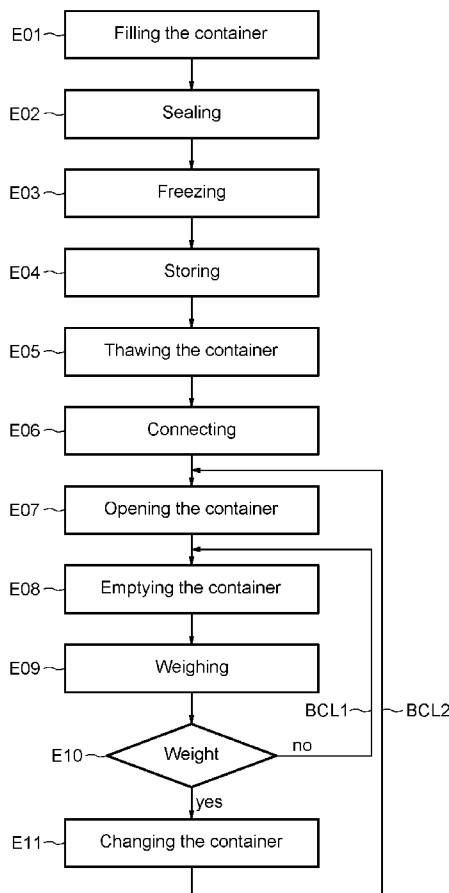 E01 Filling the container
E02 Sealing
E03 Freezing
E04 Storing
E05 Thawing the container
E06 Connecting
E07 Opening the container
E08 Emptying the container
E09 Weighing
BCL1 BCL2
E10 Weight no
yes
E11 Changing the container